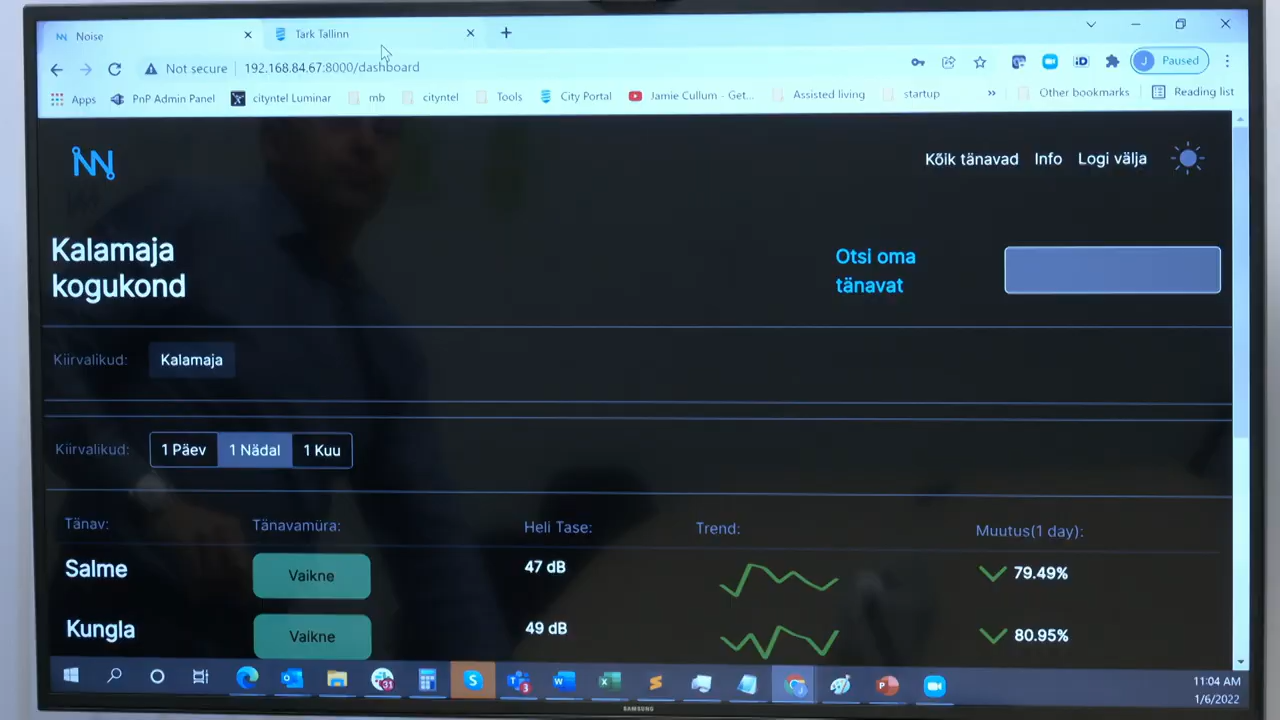 Noise
Tark Tallinn
Not secure
192.168.84.67:8000/dashboard
J Paused
Apps
PnP Admin Panel
cityntel Luminar
mb
cityntel
Tools
City Portal
Jamie Cullum - Get...
Assisted living
startup
»
Other bookmarks
Reading list
Kõik tänavad
Info
Logi välja
Kalamaja
kogukond
Otsi oma
tänavat
Kiirvalikud:
Kalamaja
Kiirvalikud:
1 Päev
1 Nädal
1 Kuu
Tänav:
Tänavamüra:
Heli Tase:
Trend:
Muutus(1 day):
Salme
Vaikne
47 dB
79.49%
Kungla
Vaikne
49 dB
80.95%
31
3
11:04 AM
1/6/2022
SAMSUNG